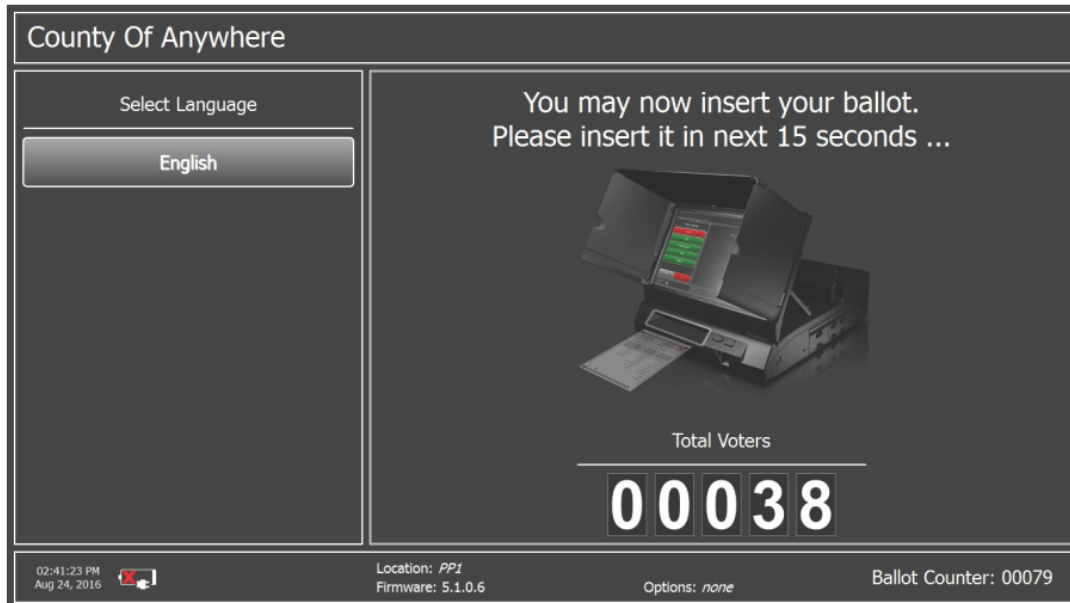 County Of Anywhere
Select Language
English
You may now insert your ballot.
Please insert it in next 15 seconds ...
Total Voters
00038
02:41:23 PM
Aug 24, 2016
Location: PP1
Firmware: 5.1.0.6
Options: none
Ballot Counter: 00079